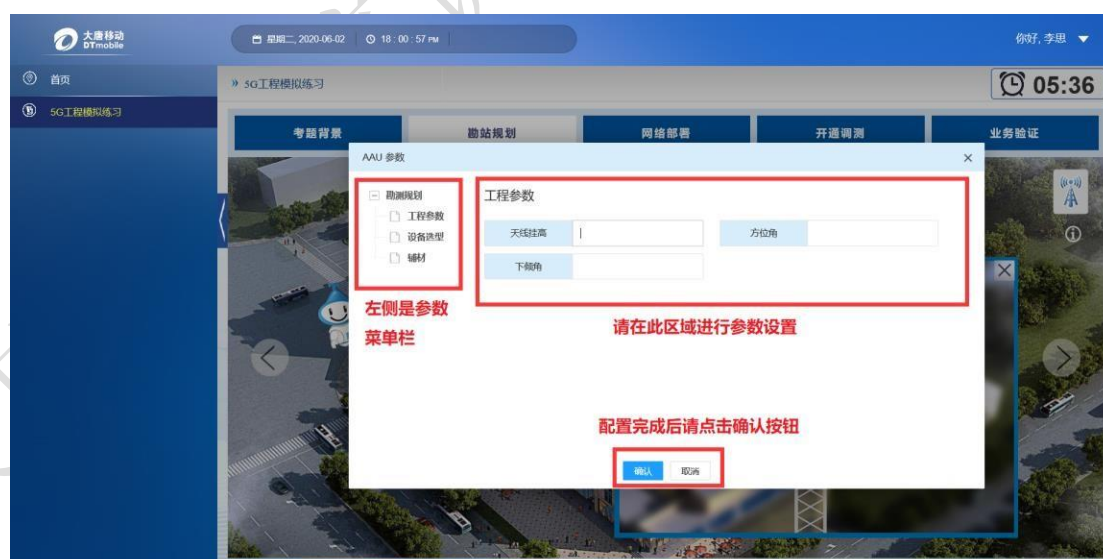 大唐移动
DTmobile
星期二, 2020-06-02 18 : 00 : 57 PM
你好, 李思
首页
5G工程模拟练习
5G工程模拟练习
05:36
考题背景 勘站规划 网络部署 开通调测 业务验证
AAU 参数
勘测规划
工程参数
设备选型
辅材
工程参数
天线挂高 方位角
下倾角
左侧是参数
菜单栏
请在此区域进行参数设置
配置完成后请点击确认按钮
确认 取消